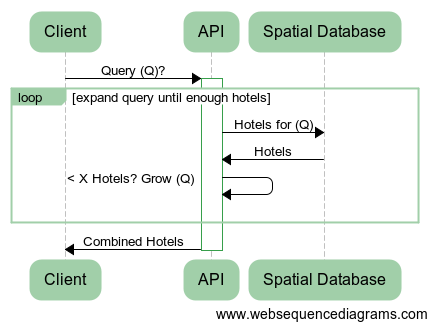 Client API Spatial Database
Query (Q)?
loop [expand query until enough hotels]
Hotels for (Q)
Hotels
< X Hotels? Grow (Q)
Combined Hotels
Client API Spatial Database
www.websequencediagrams.com